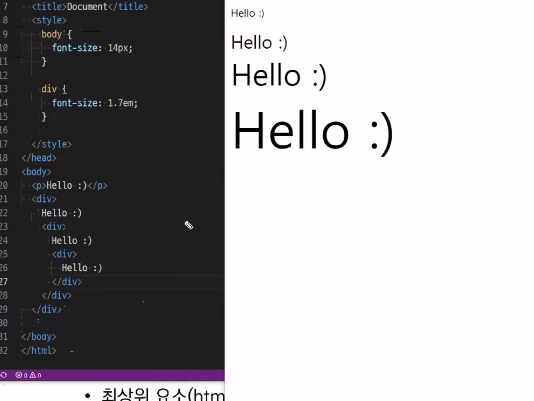 7 <title>Document</title>
8 <style>
9 body {
10 font-size: 14px;
11 }
12
13 div {
14 font-size: 1.7em;
15 }
16
17 </style>
18 </head>
19 <body>
20 <p>Hello :)</p>
21 <div>
22 Hello :)
23 <div>
24 Hello :)
25 <div>
26 Hello :)
27 </div>
28 </div>
29 </div>
30
31 </body>
32 </html>
0 0
Hello :)
Hello :)
Hello :)
Hello :)
• 최상위 요소(htm